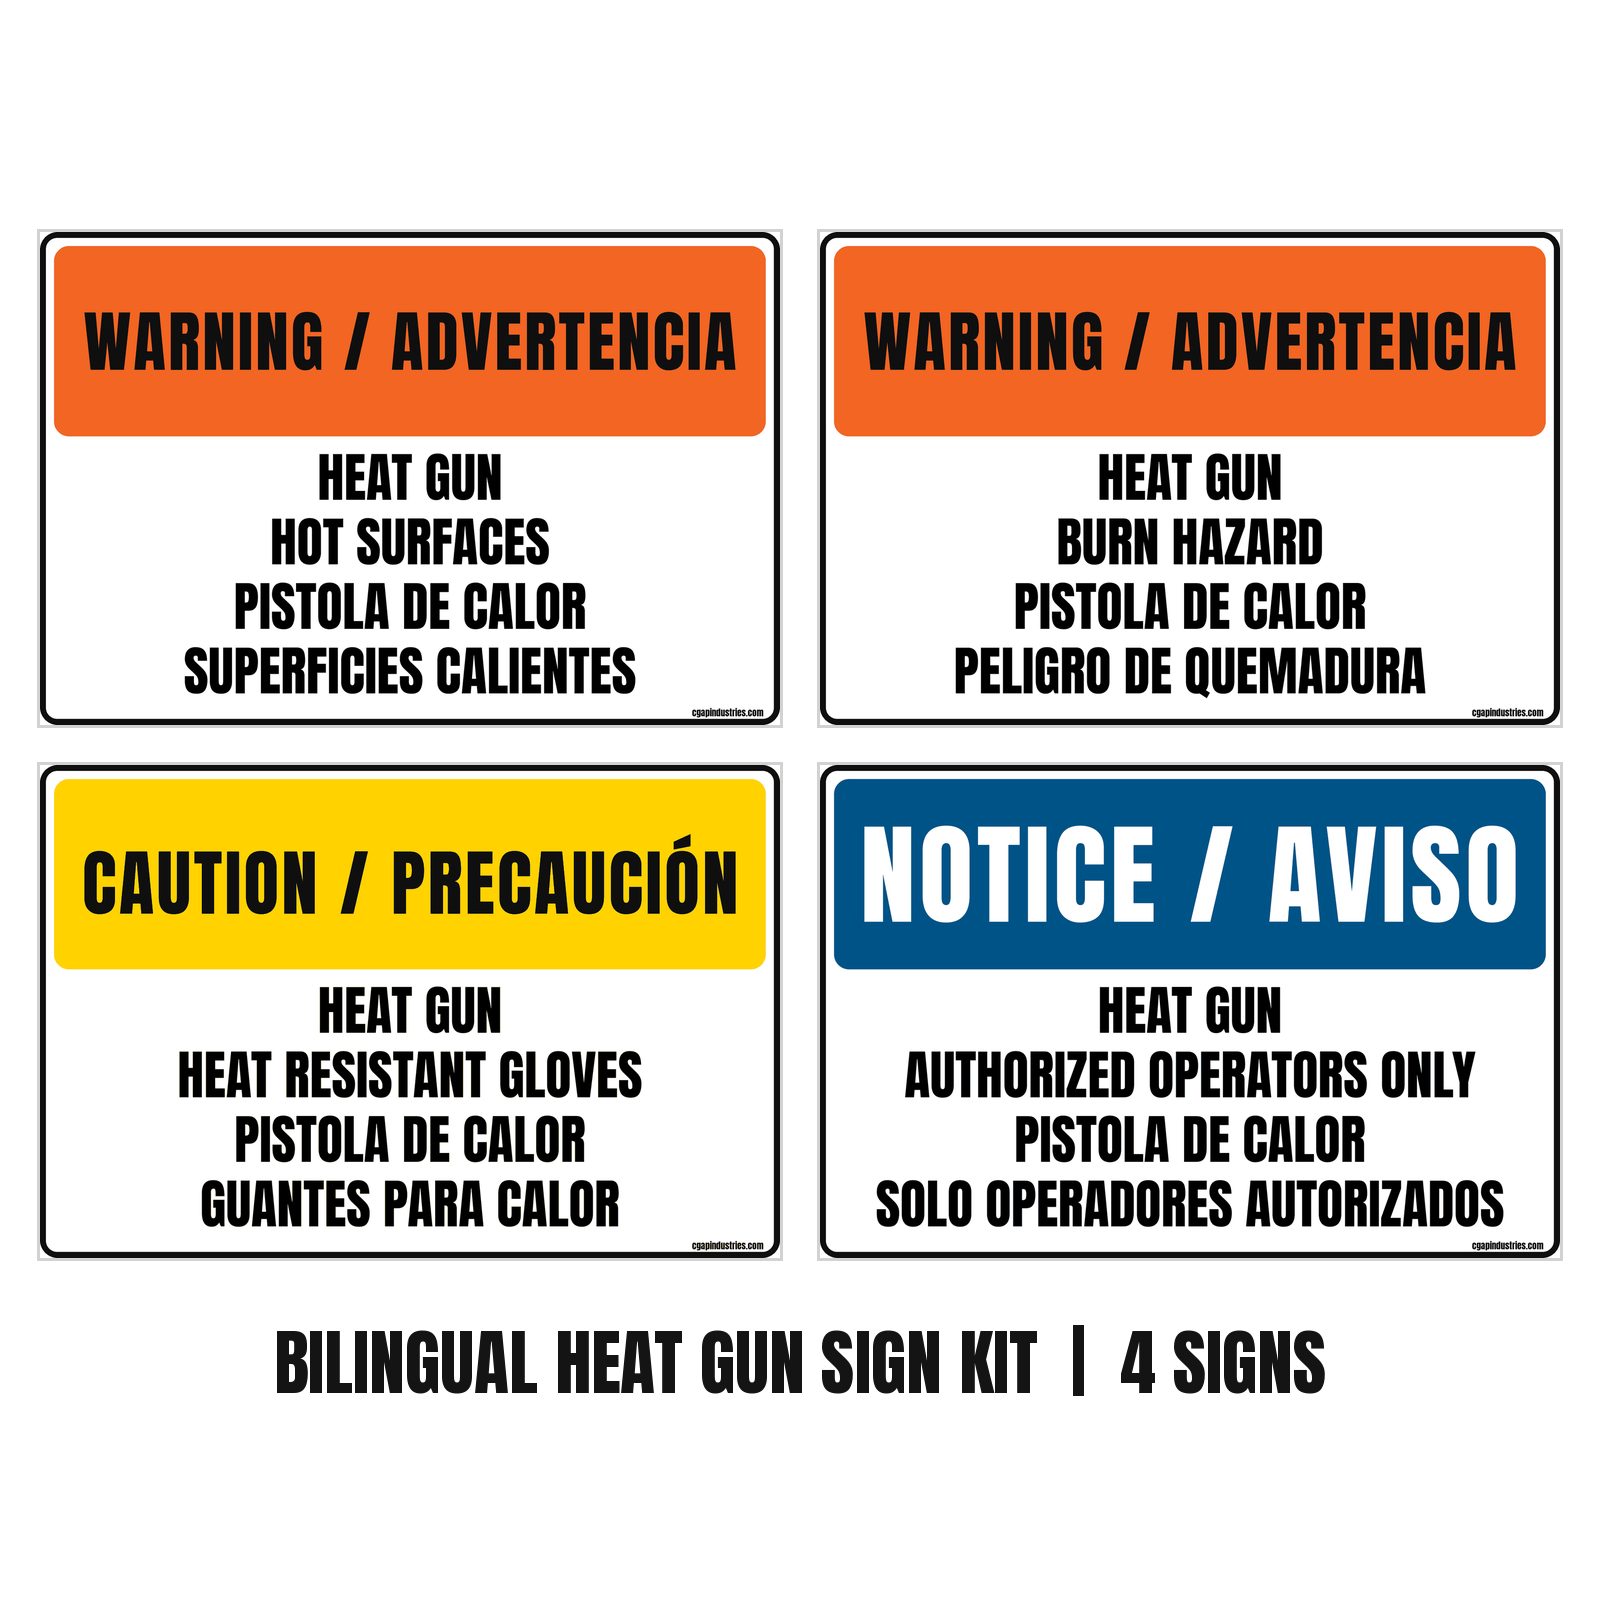 WARNING / ADVERTENCIA
HEAT GUN
HOT SURFACES
PISTOLA DE CALOR
SUPERFICIES CALIENTES
cgapindustries.com
WARNING / ADVERTENCIA
HEAT GUN
BURN HAZARD
PISTOLA DE CALOR
PELIGRO DE QUEMADURA
cgapindustries.com
CAUTION / PRECAUCIÓN
HEAT GUN
HEAT RESISTANT GLOVES
PISTOLA DE CALOR
GUANTES PARA CALOR
cgapindustries.com
NOTICE / AVISO
HEAT GUN
AUTHORIZED OPERATORS ONLY
PISTOLA DE CALOR
SOLO OPERADORES AUTORIZADOS
cgapindustries.com
BILINGUAL HEAT GUN SIGN KIT | 4 SIGNS